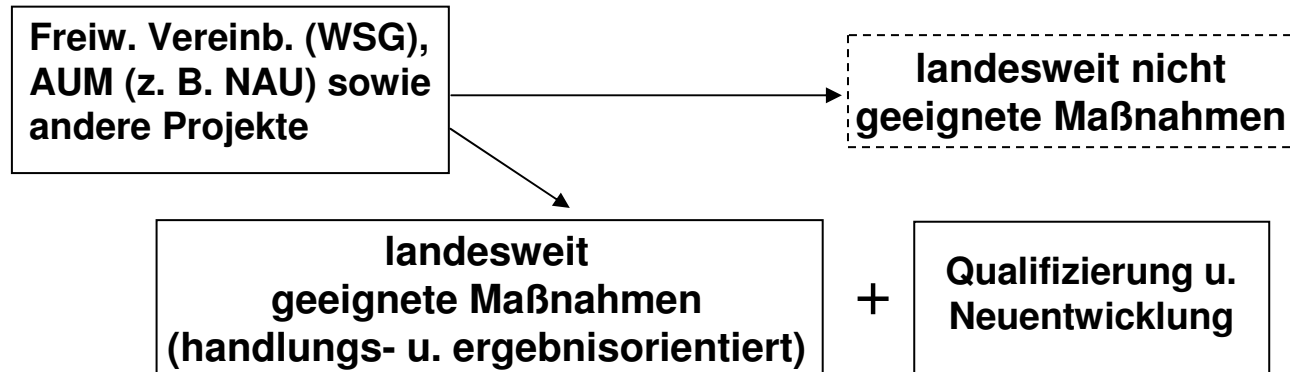 Freiw. Vereinb. (WSG),
AUM (z. B. NAU) sowie
andere Projekte
landesweit nicht
geeignete Maßnahmen
landesweit
geeignete Maßnahmen
(handlungs- u. ergebnisorientiert)
+
Qualifizierung u.
Neuentwicklung